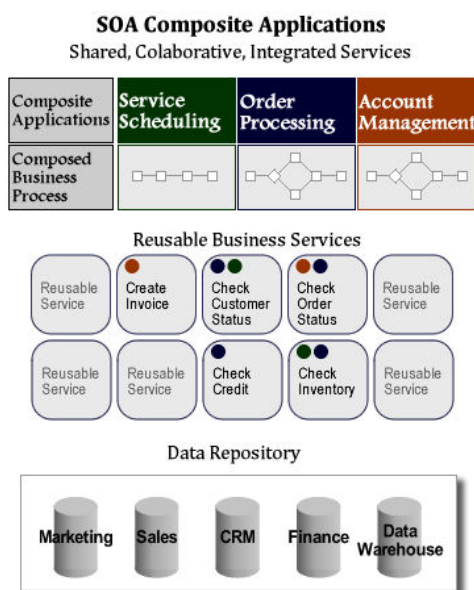 SOA Composite Applications
Shared, Colaborative, Integrated Services
Composite
Applications
Service
Scheduling
Order
Processing
Account
Management
Composed
Business
Process
Reusable Business Services
Reusable
Service
Create
Invoice
Check
Customer
Status
Check
Order
Status
Reusable
Service
Reusable
Service
Reusable
Service
Check
Credit
Check
Inventory
Reusable
Service
Data Repository
Marketing
Sales
CRM
Finance
Data
Warehouse